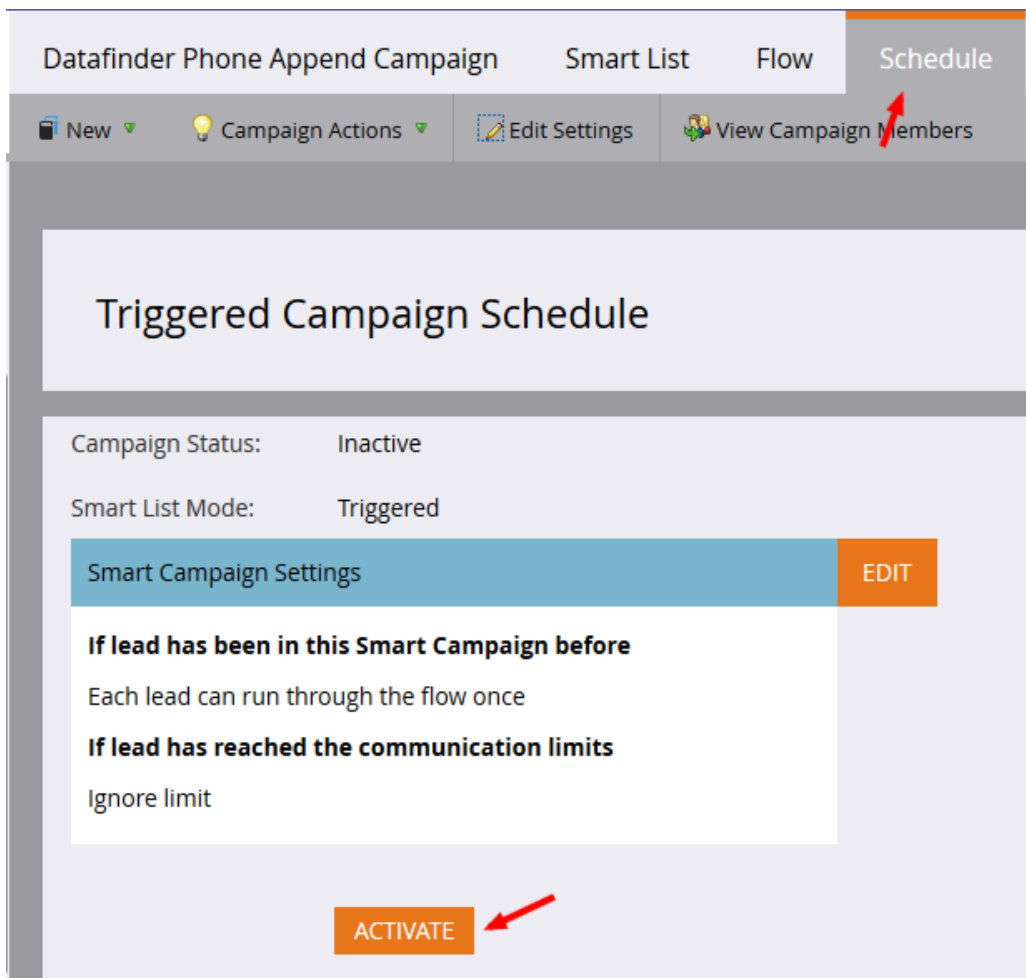 Datafinder Phone Append Campaign Smart List Flow Schedule
New Campaign Actions Edit Settings View Campaign Members
Triggered Campaign Schedule
Campaign Status: Inactive
Smart List Mode: Triggered
Smart Campaign Settings EDIT
If lead has been in this Smart Campaign before
Each lead can run through the flow once
If lead has reached the communication limits
Ignore limit
ACTIVATE